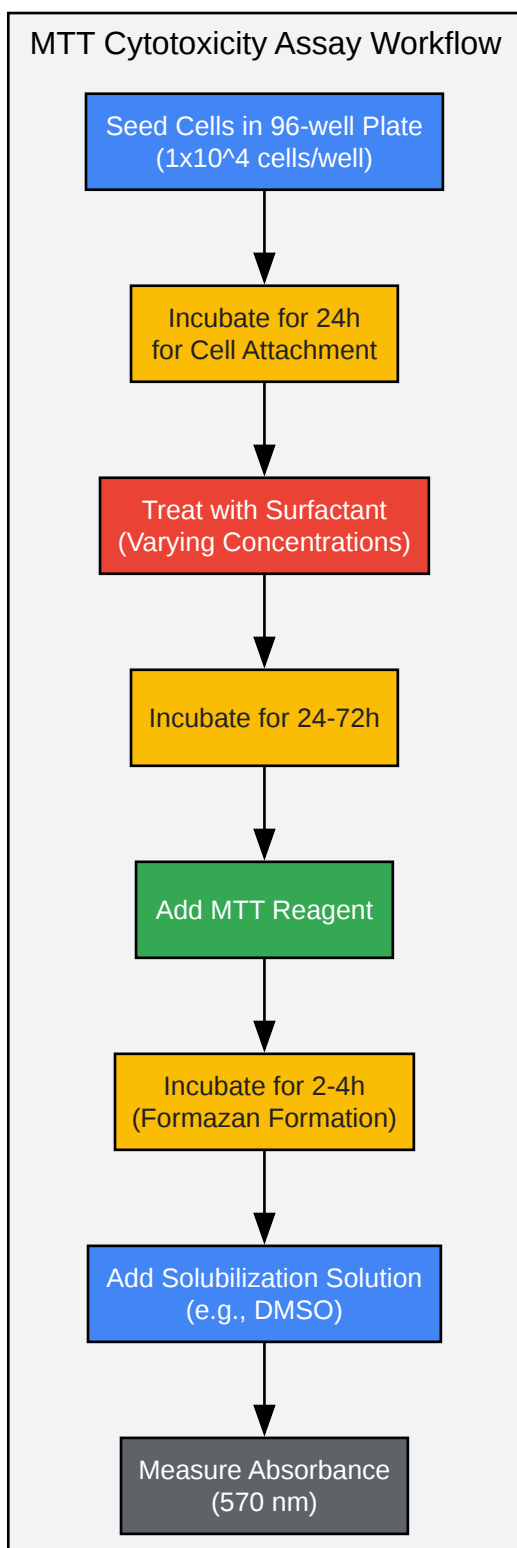 MTT Cytotoxicity Assay Workflow
Seed Cells in 96-well Plate
(1x10^4 cells/well)
Incubate for 24h
for Cell Attachment
Treat with Surfactant
(Varying Concentrations)
Incubate for 24-72h
Add MTT Reagent
Incubate for 2-4h
(Formazan Formation)
Add Solubilization Solution
(e.g., DMSO)
Measure Absorbance
(570 nm)